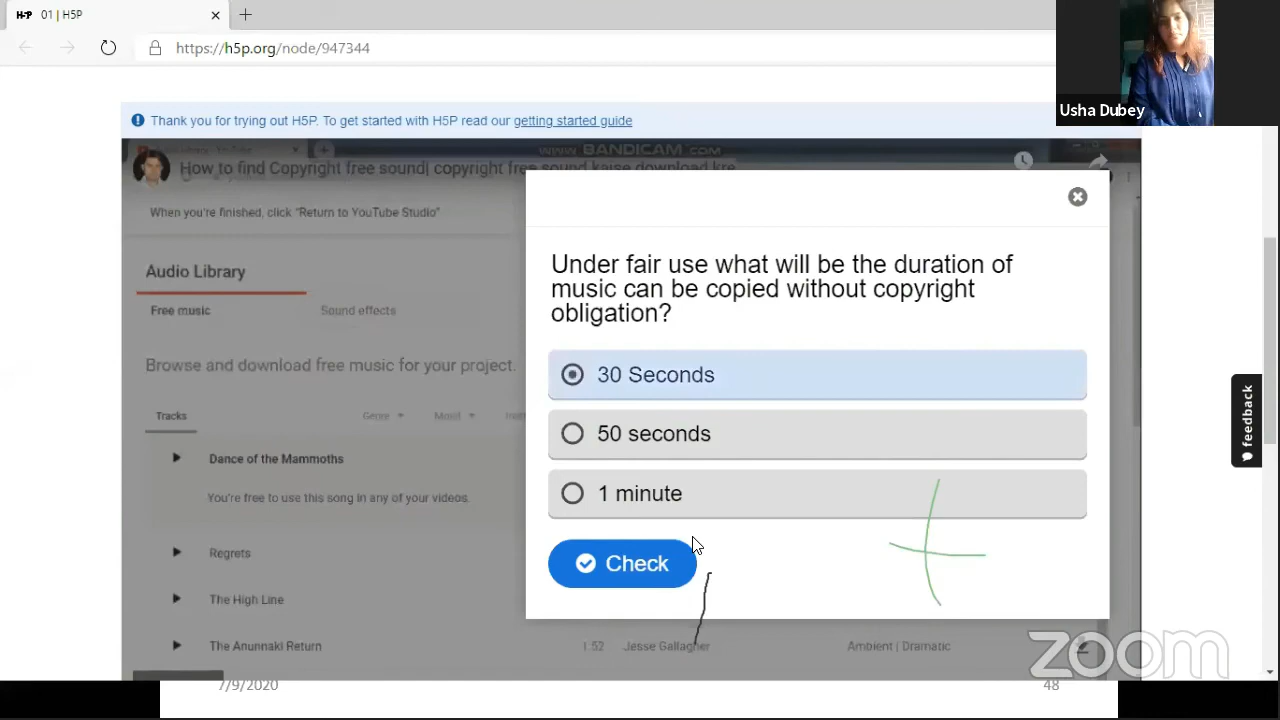 H-P 01 | H5P
https://h5p.org/node/947344
Usha Dubey
Thank you for trying out H5P. To get started with H5P read our getting started guide
WWW.BANDICAM.COM
How to find Copyright free sound| copyright free sound kaise download kre
When you're finished, click "Return to YouTube Studio"
Audio Library
Free music Sound effects
Browse and download free music for your project.
Tracks Genre Mood
Dance of the Mammoths
You're free to use this song in any of your videos.
Regrets
The High Line
The Anunnaki Return 1:52 Jesse Gallagher Ambient | Dramatic
Under fair use what will be the duration of
music can be copied without copyright
obligation?
30 Seconds
50 seconds
1 minute
Check
feedback
zoom
7/9/2020 48